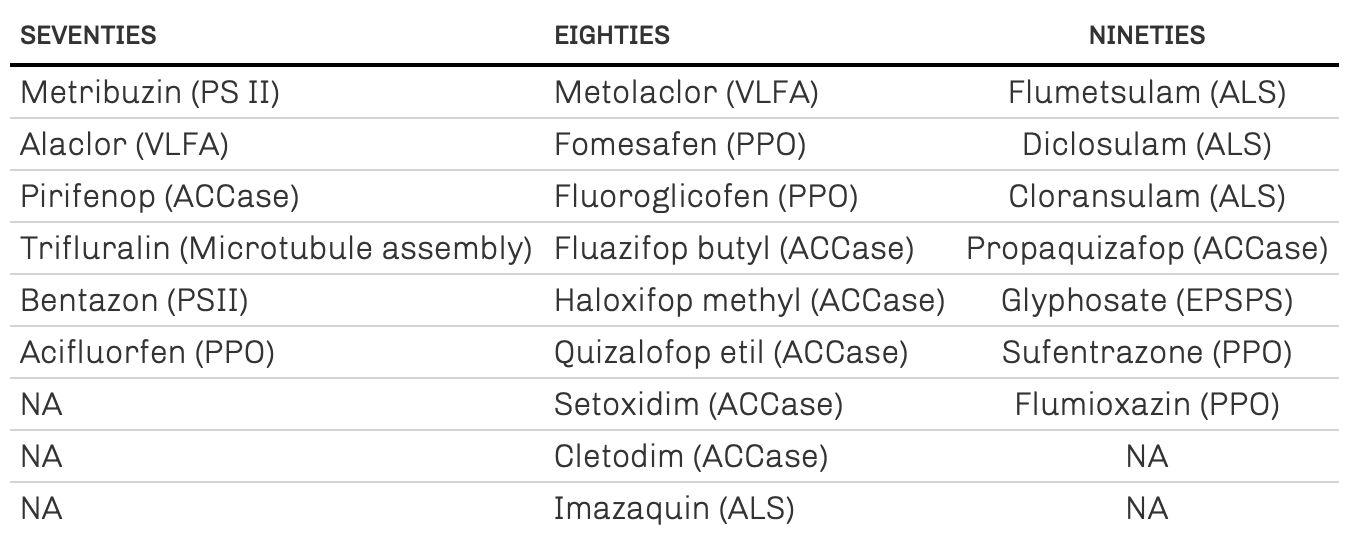 SEVENTIES EIGHTIES NINETIES
Metribuzin (PS II) Metolaclor (VLFA) Flumetsulam (ALS)
Alaclor (VLFA) Fomesafen (PPO) Diclosulam (ALS)
Pirifenop (ACCase) Fluoroglicofen (PPO) Cloransulam (ALS)
Trifluralin (Microtubule assembly) Fluazifop butyl (ACCase) Propaquizafop (ACCase)
Bentazon (PSII) Haloxifop methyl (ACCase) Glyphosate (EPSPS)
Acifluorfen (PPO) Quizalofop etil (ACCase) Sufentrazone (PPO)
NA Setoxidim (ACCase) Flumioxazin (PPO)
NA Cletodim (ACCase) NA
NA Imazaquin (ALS) NA